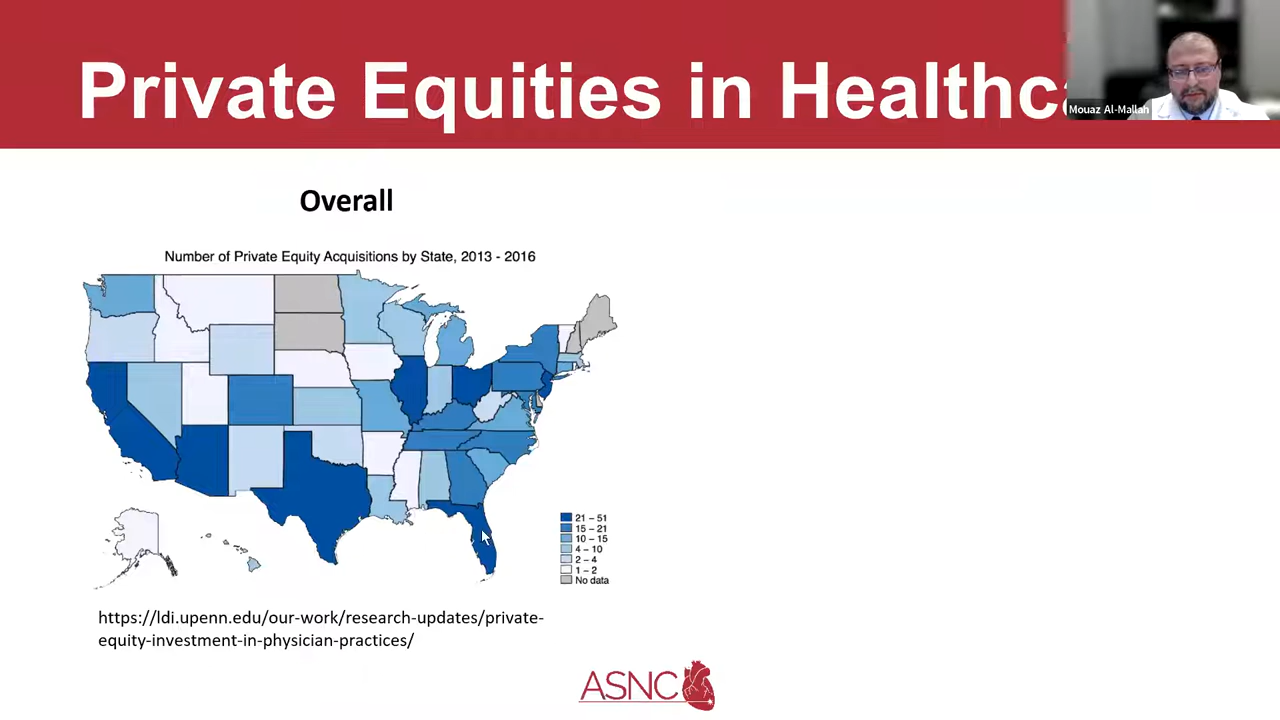 Private Equities in Healthca
Mouaz Al-Mallah
Overall
Number of Private Equity Acquisitions by State, 2013 - 2016
21 – 51
15 – 21
10 – 15
4 – 10
2 – 4
1 – 2
No data
https://ldi.upenn.edu/our-work/research-updates/private-
equity-investment-in-physician-practices/
ASNC